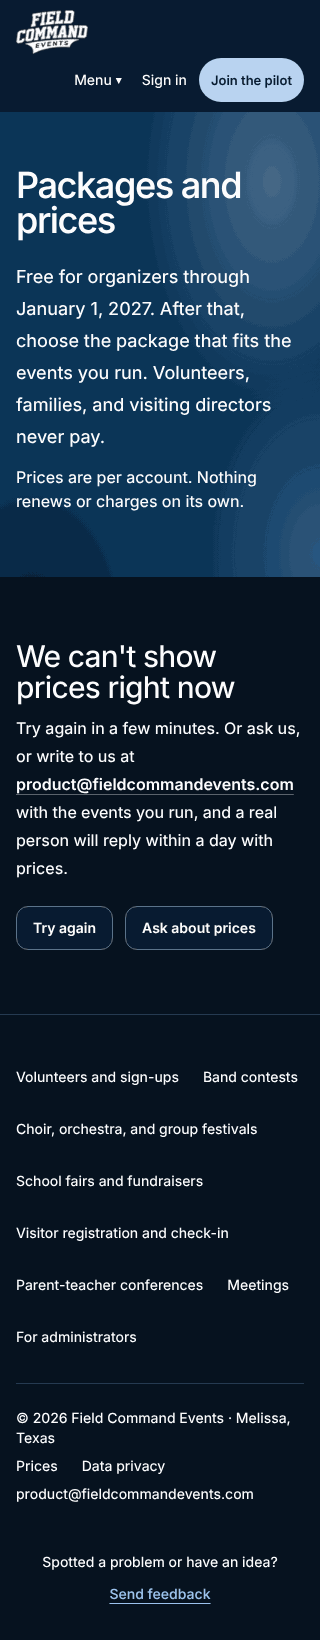 FIELD
COMMAND
EVENTS
Menu ▾
Sign in
Join the pilot
Packages and
prices
Free for organizers through
January 1, 2027. After that,
choose the package that fits the
events you run. Volunteers,
families, and visiting directors
never pay.
Prices are per account. Nothing
renews or charges on its own.
We can't show
prices right now
Try again in a few minutes. Or ask us,
or write to us at
product@fieldcommandevents.com
with the events you run, and a real
person will reply within a day with
prices.
Try again
Ask about prices
Volunteers and sign-ups
Band contests
Choir, orchestra, and group festivals
School fairs and fundraisers
Visitor registration and check-in
Parent-teacher conferences
Meetings
For administrators
© 2026 Field Command Events · Melissa,
Texas
Prices
Data privacy
product@fieldcommandevents.com
Spotted a problem or have an idea?
Send feedback